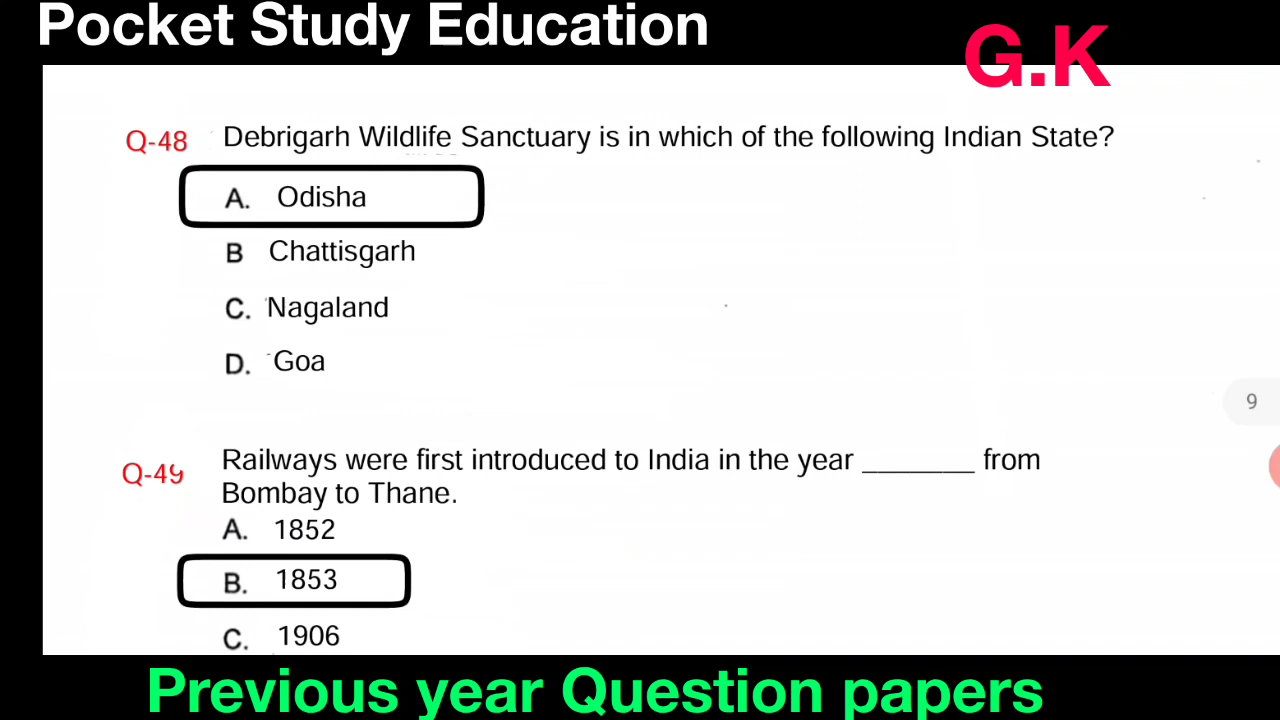 Pocket Study Education
G.K
Q-48 Debrigarh Wildlife Sanctuary is in which of the following Indian State?
A. Odisha
B Chattisgarh
C. Nagaland
D. Goa
9
Q-49 Railways were first introduced to India in the year _______ from
Bombay to Thane.
A. 1852
B. 1853
C. 1906
Previous year Question papers